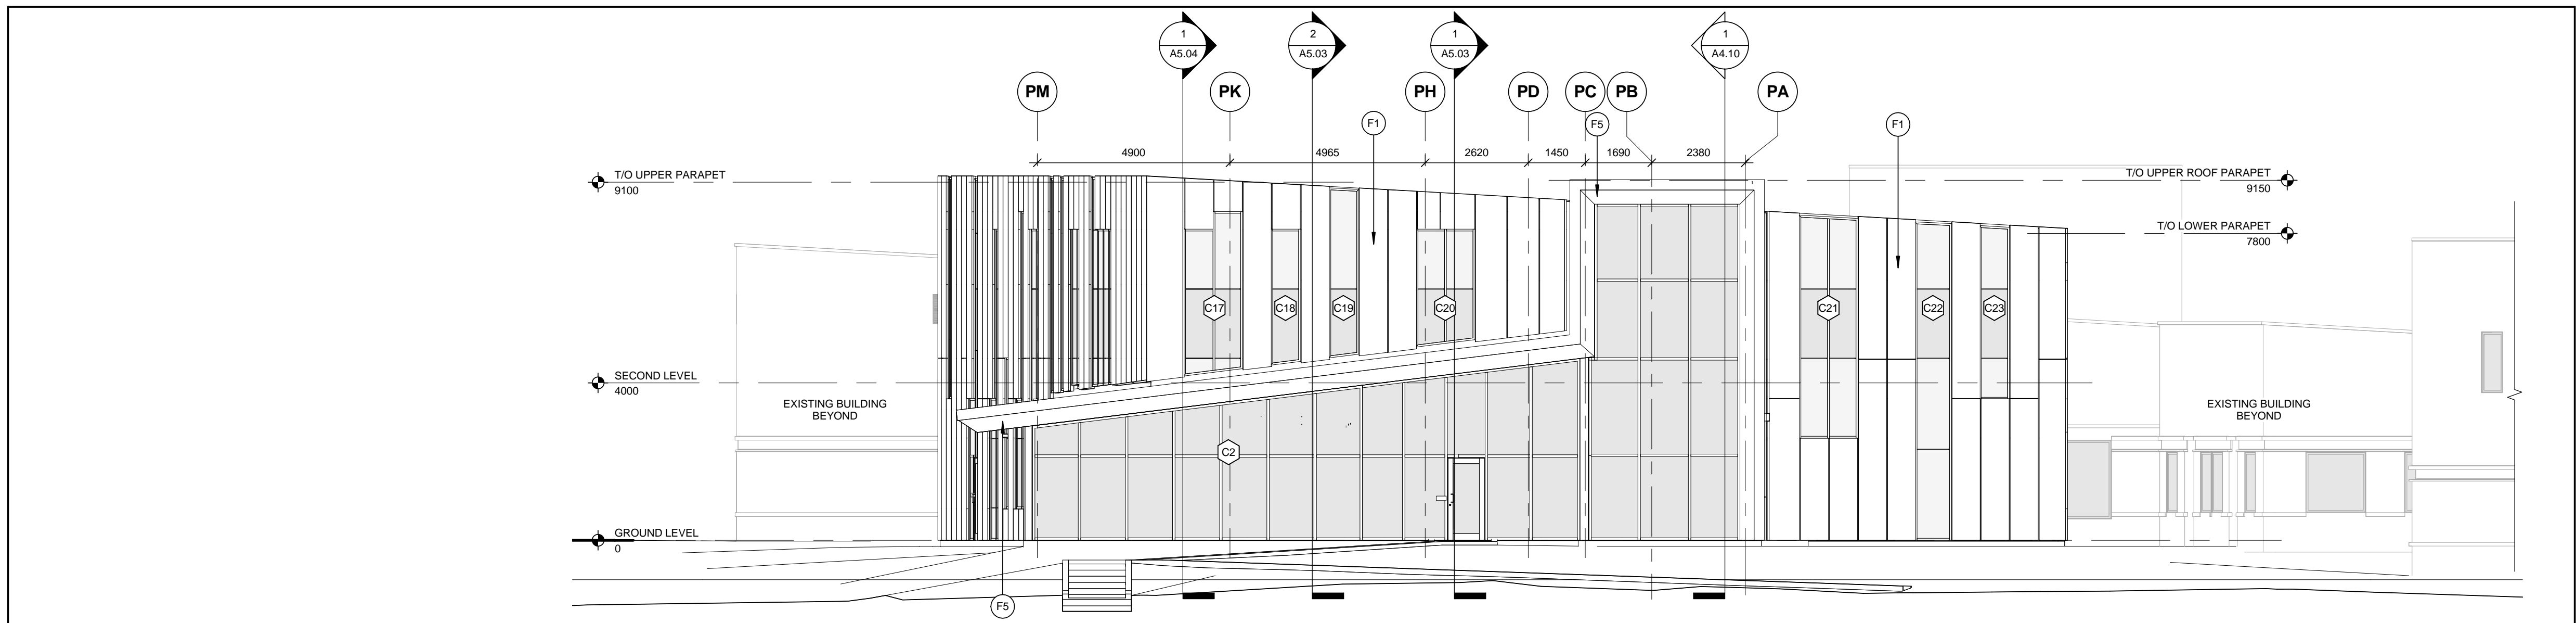 1
A5.04
2
A5.03
1
A5.03
1
A4.10
PM
PK
PH
PD
PC
PB
PA
F1
F5
F1
4900
4965
2620
1450
1690
2380
T/O UPPER PARAPET
9100
T/O UPPER ROOF PARAPET
9150
T/O LOWER PARAPET
7800
C17
C18
C19
C20
C21
C22
C23
SECOND LEVEL
4000
EXISTING BUILDING
BEYOND
EXISTING BUILDING
BEYOND
C2
GROUND LEVEL
0
F5